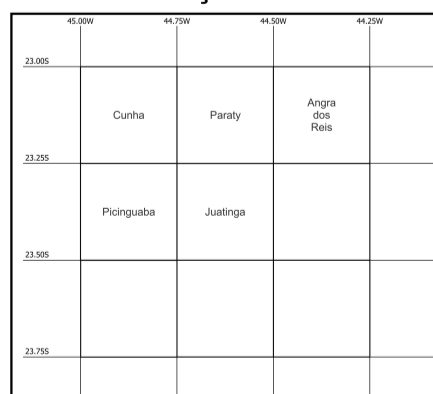 45.00W 44.75W 44.50W 44.25W
23.00S
Cunha Paraty Angra
dos
Reis
23.25S
Picinguaba Juatinga
23.50S
23.75S